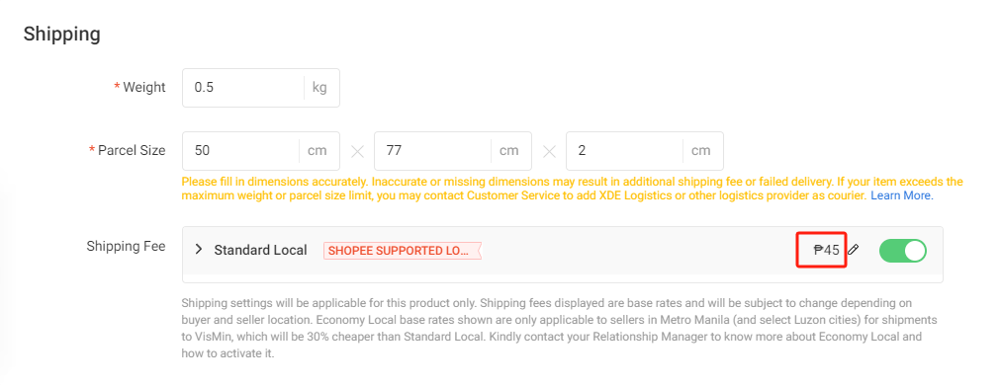 Shipping
* Weight 0.5 kg
* Parcel Size 50 cm 77 cm 2 cm
Please fill in dimensions accurately. Inaccurate or missing dimensions may result in additional shipping fee or failed delivery. If your item exceeds the
maximum weight or parcel size limit, you may contact Customer Service to add XDE Logistics or other logistics provider as courier. Learn More.
Shipping Fee Standard Local SHOPEE SUPPORTED LO... ₱45
Shipping settings will be applicable for this product only. Shipping fees displayed are base rates and will be subject to change depending on
buyer and seller location. Economy Local base rates shown are only applicable to sellers in Metro Manila (and select Luzon cities) for shipments
to VisMin, which will be 30% cheaper than Standard Local. Kindly contact your Relationship Manager to know more about Economy Local and
how to activate it.